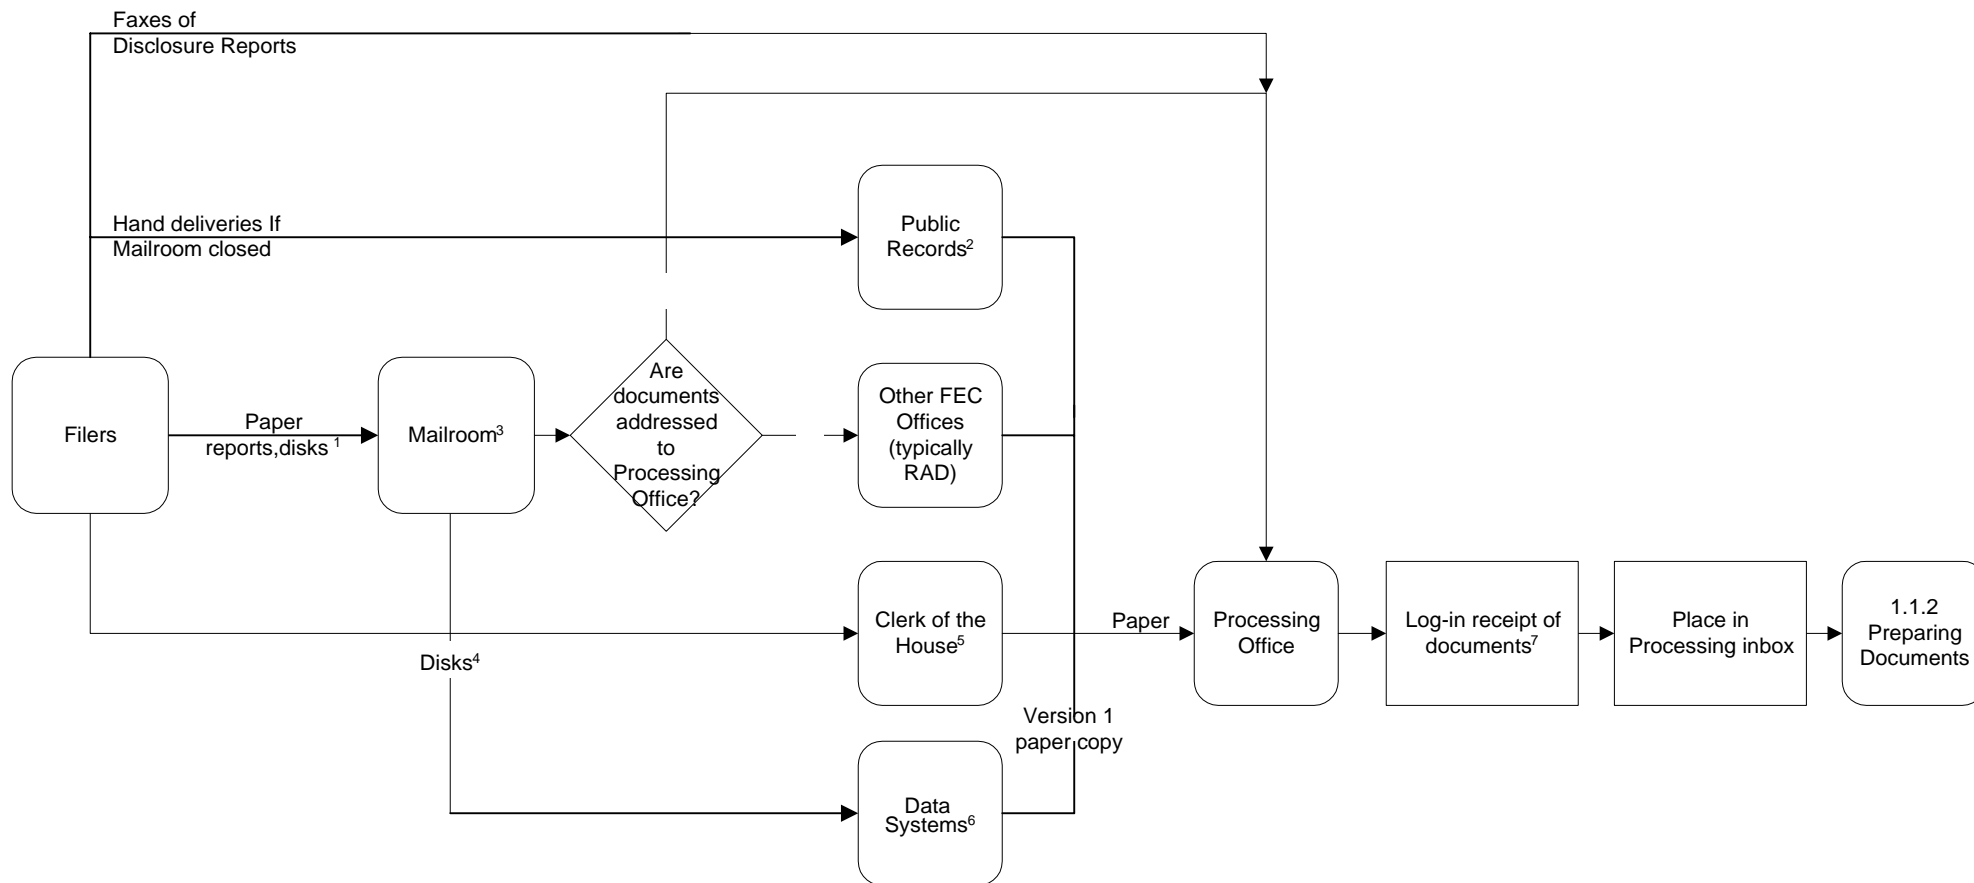 Faxes of
Disclosure Reports
Hand deliveries If
Mailroom closed
Public
Records2
Filers
Paper
reports,disks 1
Mailroom3
Are
documents
addressed
to
Processing
Office?
Other FEC
Offices
(typically
RAD)
Disks4
Clerk of the
House5
Paper
Processing
Office
Log-in receipt of
documents7
Place in
Processing inbox
1.1.2
Preparing
Documents
Version 1
paper copy
Data
Systems6